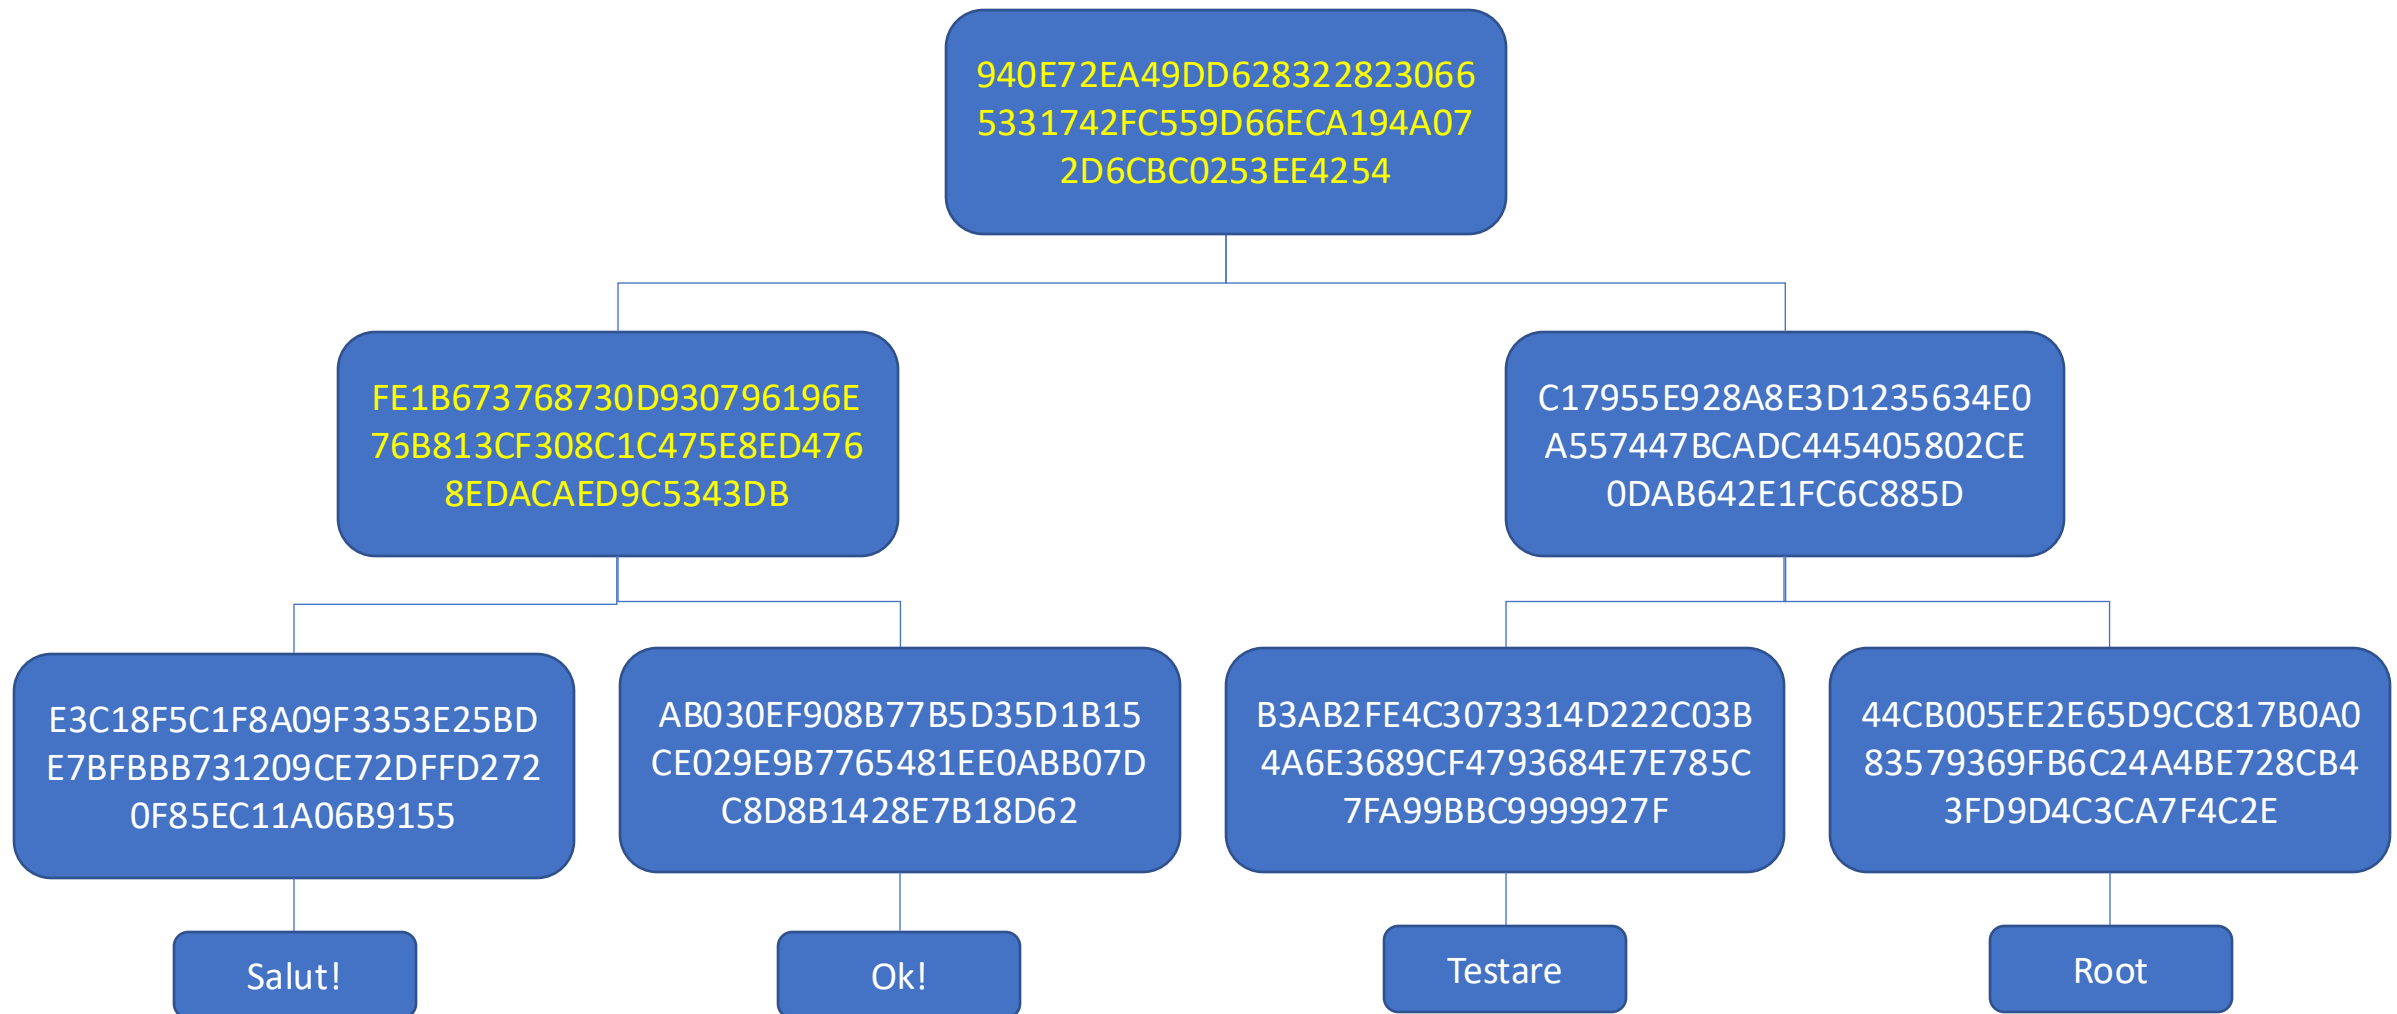 940E72EA49DD628322823066
5331742FC559D66ECA194A07
2D6CBC0253EE4254
FE1B673768730D930796196E
76B813CF308C1C475E8ED476
8EDACAED9C5343DB
C17955E928A8E3D1235634E0
A557447BCADC445405802CE
0DAB642E1FC6C885D
E3C18F5C1F8A09F3353E25BD
E7BFBBB731209CE72DFFD272
0F85EC11A06B9155
AB030EF908B77B5D35D1B15
CE029E9B7765481EE0ABB07D
C8D8B1428E7B18D62
B3AB2FE4C3073314D222C03B
4A6E3689CF4793684E7E785C
7FA99BBC9999927F
44CB005EE2E65D9CC817B0A0
83579369FB6C24A4BE728CB4
3FD9D4C3CA7F4C2E
Salut!
Ok!
Testare
Root